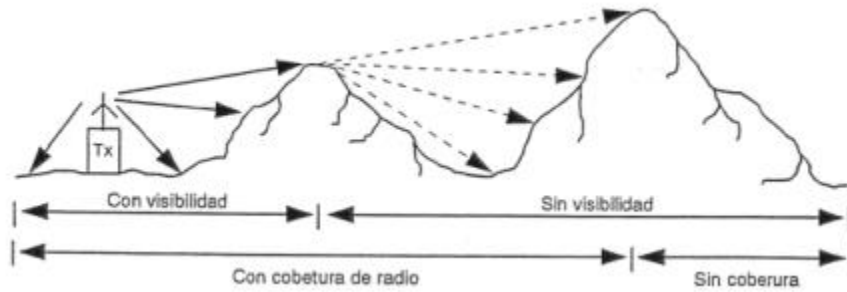 Tx
Con visibilidad Sin visibilidad
Con cobetura de radio Sin coberura